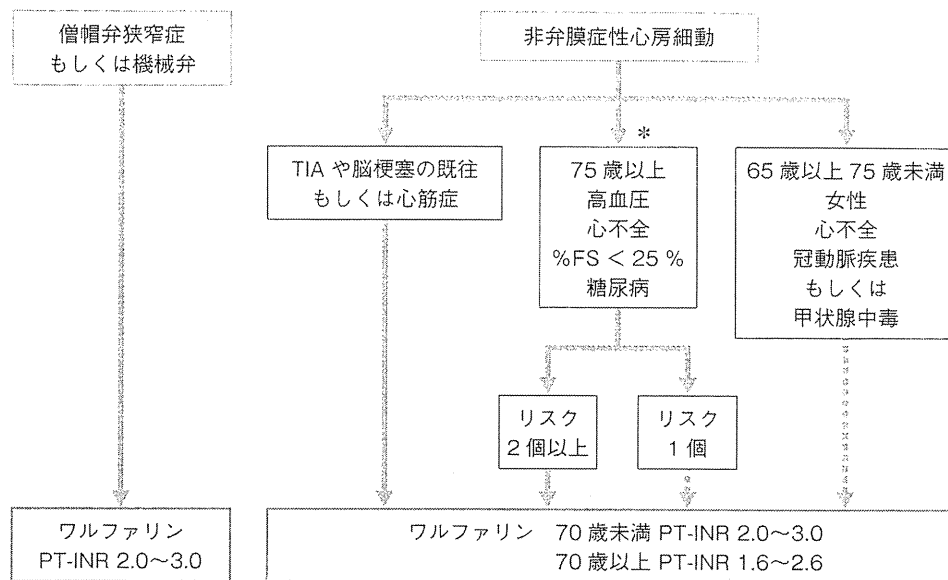 僧帽弁狭窄症
もしくは機械弁
非弁膜症性心房細動
TIA や脳梗塞の既往
もしくは心筋症
*
75 歳以上
高血圧
心不全
%FS < 25 %
糖尿病
65 歳以上 75 歳未満
女性
心不全
冠動脈疾患
もしくは
甲状腺中毒
リスク
2 個以上
リスク
1 個
ワルファリン
PT-INR 2.0〜3.0
ワルファリン 70 歳未満 PT-INR 2.0〜3.0
70 歳以上 PT-INR 1.6〜2.6